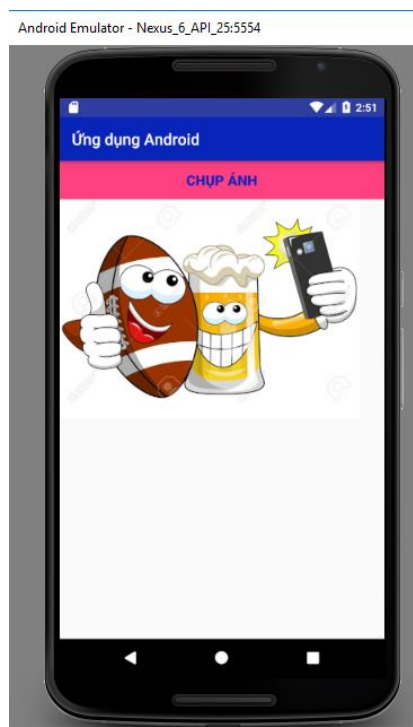 Android Emulator - Nexus_6_API_25:5554
2:51
Ứng dụng Android
CHỤP ẢNH